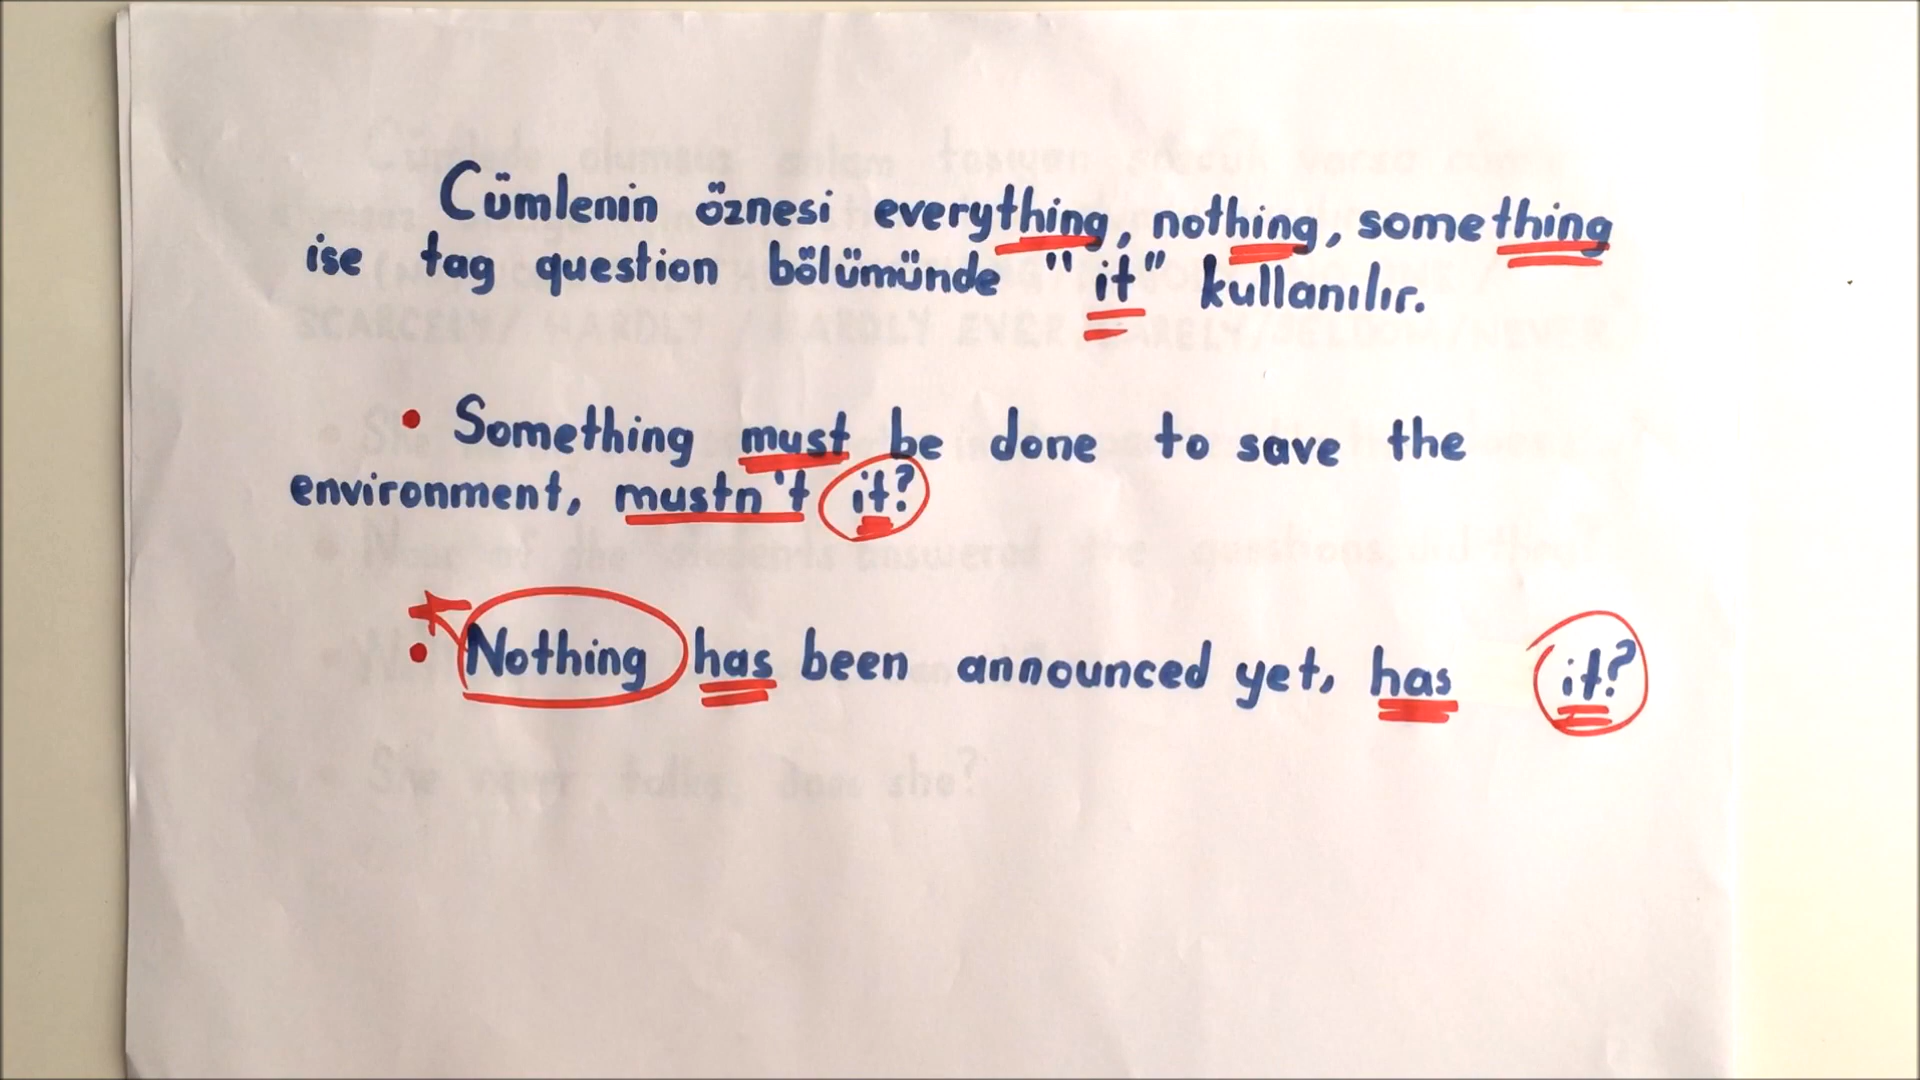 Cümlenin öznesi everything, nothing, something
ise tag question bölümünde "it" kullanılır.
• Something must be done to save the
environment, mustn't it?
• Nothing has been announced yet, has it?